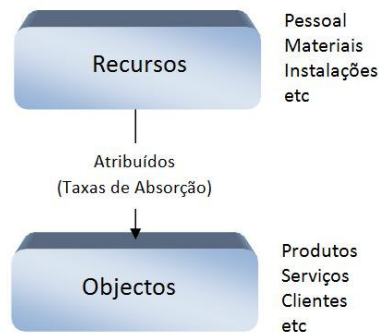 Recursos
Pessoal
Materiais
Instalações
etc
Atribuídos
(Taxas de Absorção)
Objectos
Produtos
Serviços
Clientes
etc